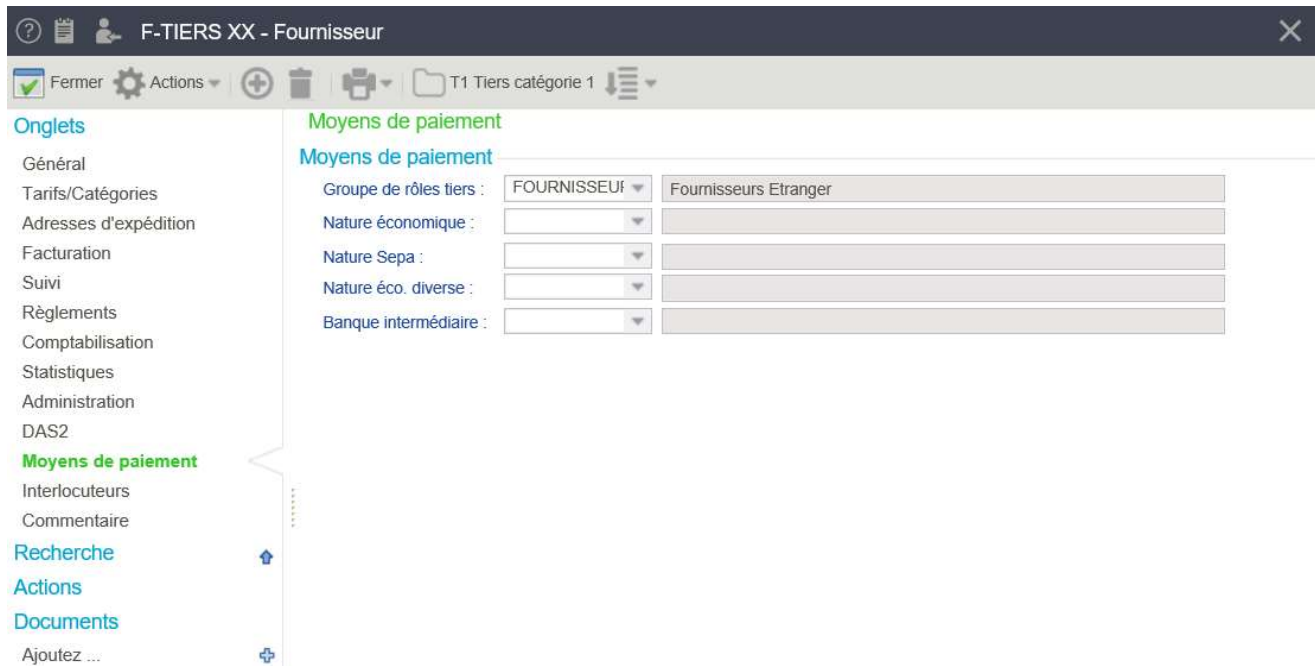 F-TIERS XX - Fournisseur
Fermer Actions T1 Tiers catégorie 1
Onglets
Général
Tarifs/Catégories
Adresses d'expédition
Facturation
Suivi
Règlements
Comptabilisation
Statistiques
Administration
DAS2
Moyens de paiement
Interlocuteurs
Commentaire
Recherche
Actions
Documents
Ajoutez ...
Moyens de paiement
Moyens de paiement
Groupe de rôles tiers : FOURNISSEUR Fournisseurs Etranger
Nature économique :
Nature Sepa :
Nature éco. diverse :
Banque intermédiaire :